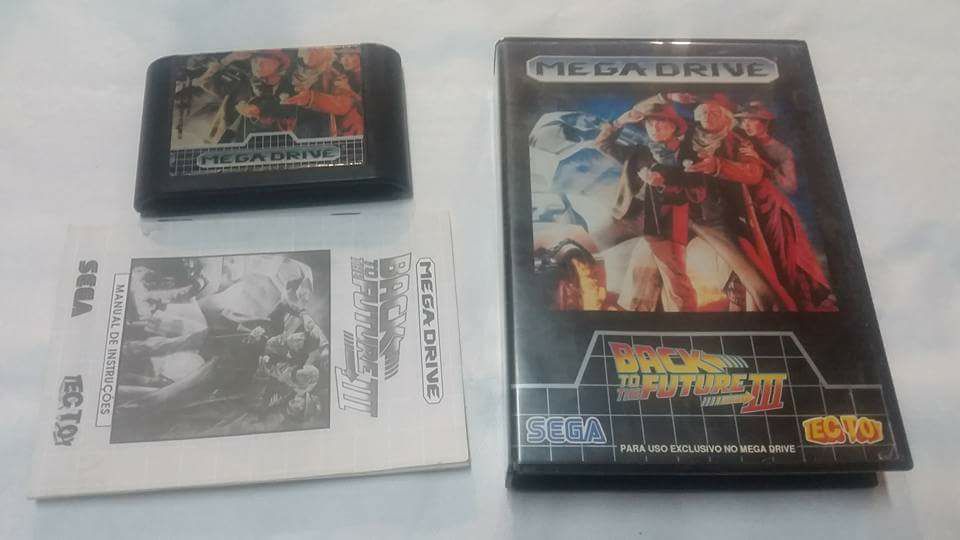 MEGA DRIVE
MEGA DRIVE
BACK
TO THE
FUTURE III
MANUAL DE INSTRUÇÕES
SEGA
TEC TOY
MEGA DRIVE
BACK
TO THE
FUTURE III
SEGA
TEC TOY
PARA USO EXCLUSIVO NO MEGA DRIVE